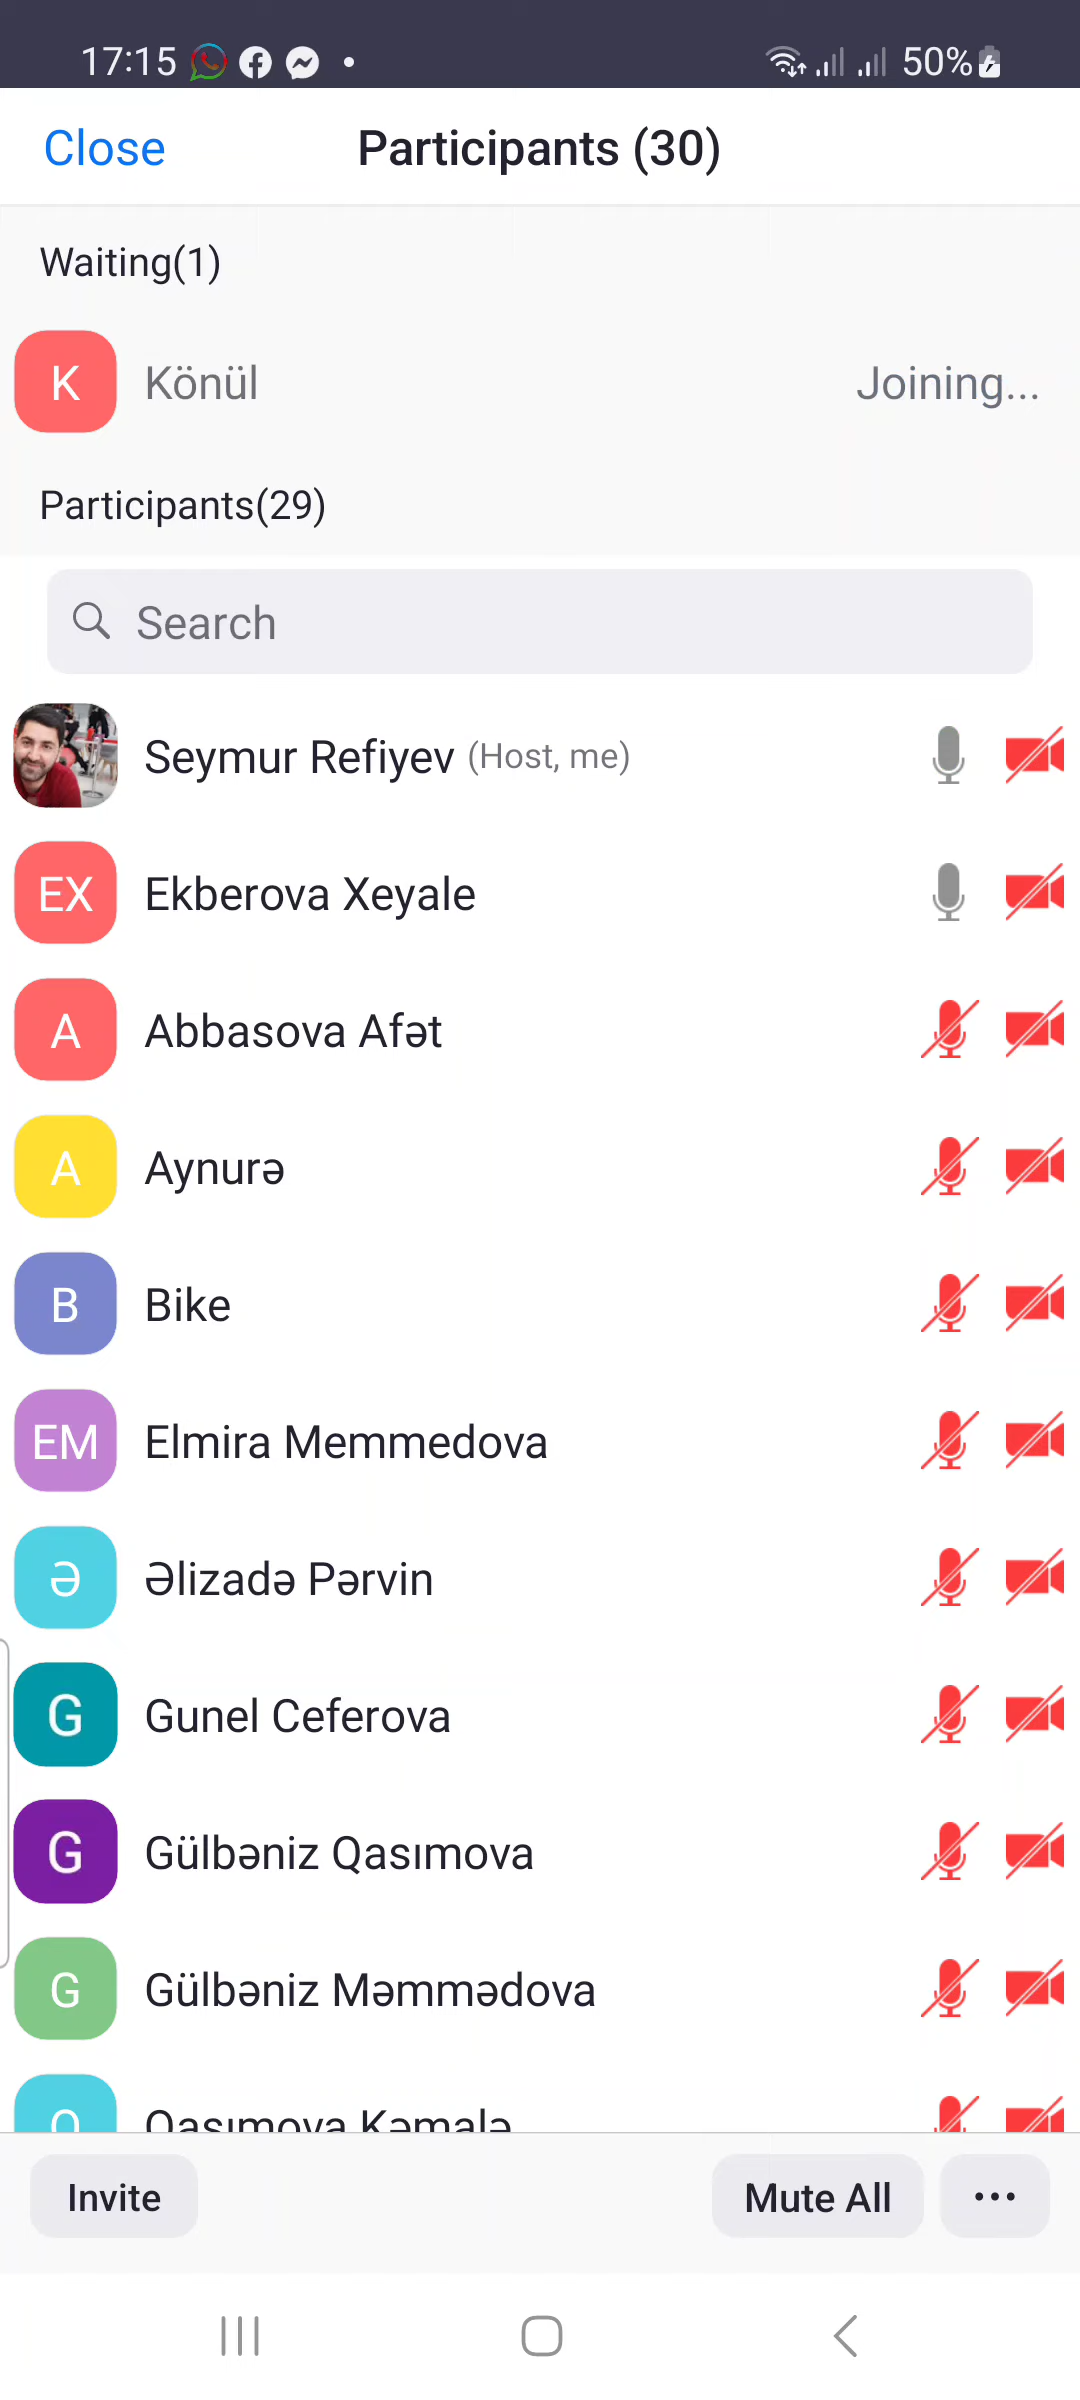 17:15 50%
Close Participants (30)
Waiting(1)
K Könül Joining...
Participants(29)
Search
Seymur Refiyev (Host, me)
EX Ekberova Xeyale
A Abbasova Afət
A Aynurə
B Bike
EM Elmira Memmedova
Ə Əlizadə Pərvin
G Gunel Ceferova
G Gülbəniz Qasımova
G Gülbəniz Məmmədova
Q Qasımova Kəmalə
Invite Mute All